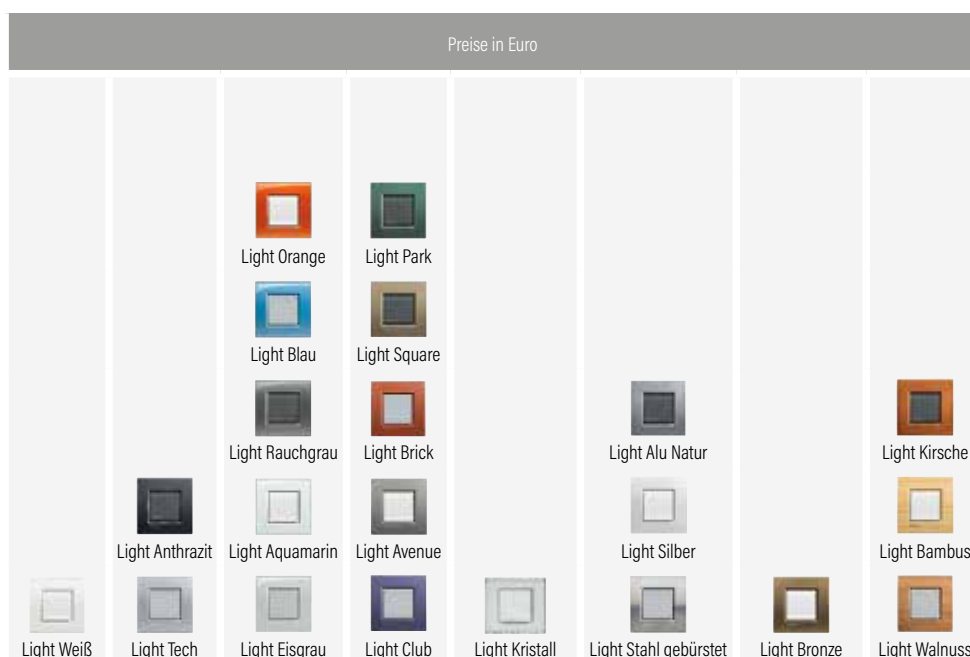 Preise in Euro
Light Orange Light Park
Light Blau Light Square
Light Rauchgrau Light Brick Light Alu Natur Light Kirsche
Light Anthrazit Light Aquamarin Light Avenue Light Silber Light Bambus
Light Weiß Light Tech Light Eisgrau Light Club Light Kristall Light Stahl gebürstet Light Bronze Light Walnuss